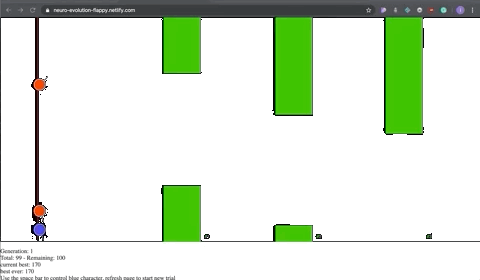 neuro-evolution-flappy.netlify.com
Generation: 1
Total: 99 - Remaining: 100
current best: 170
best ever: 170
Use the space bar to control blue character, refresh page to start new trial